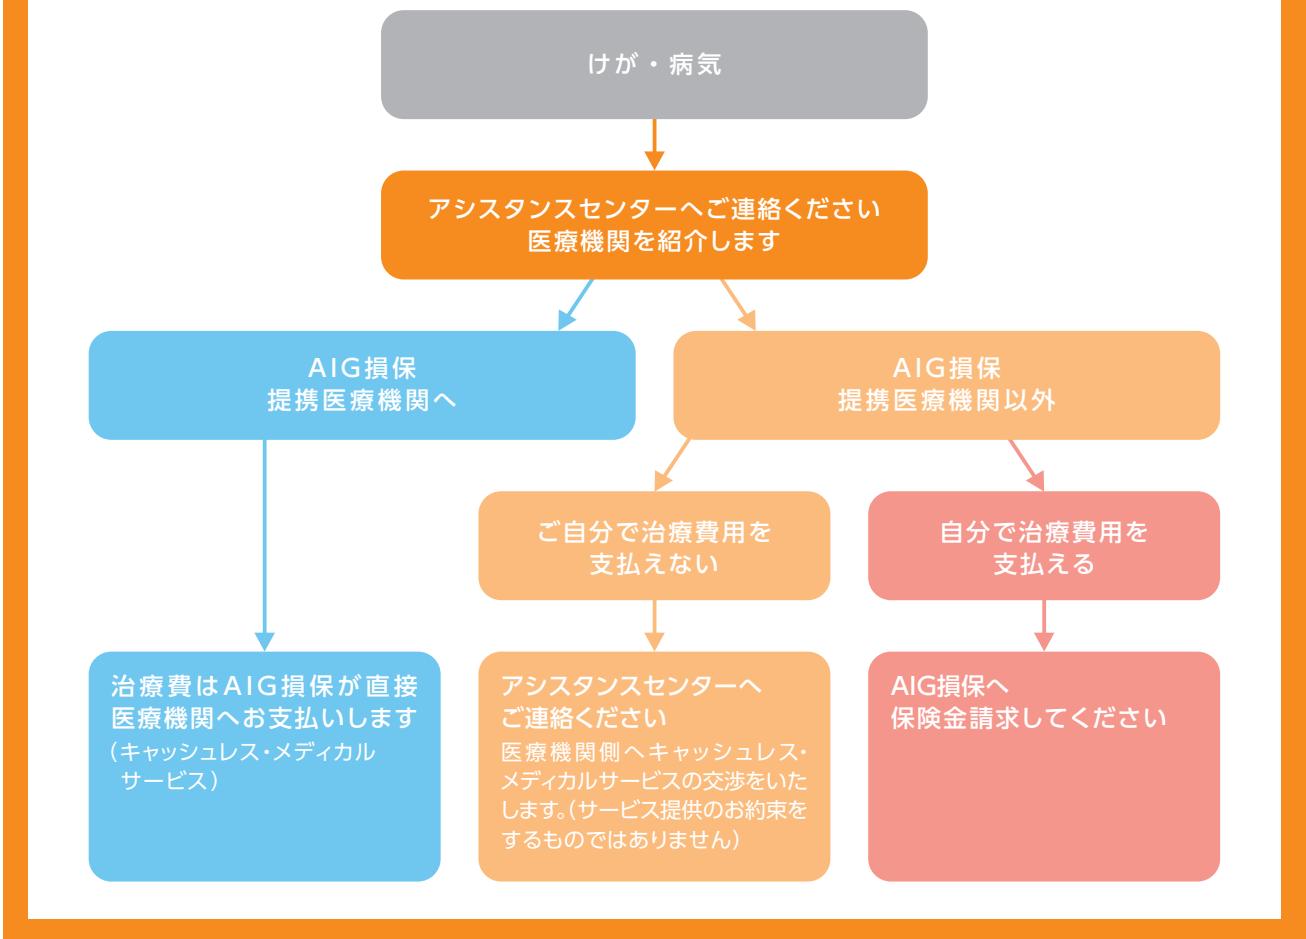 けが・病気
アシスタンスセンターへご連絡ください
医療機関を紹介します
AIG損保
提携医療機関へ
AIG損保
提携医療機関以外
ご自分で治療費用を
支払えない
自分で治療費用を
支払える
治療費はAIG損保が直接
医療機関へお支払いします
（キャッシュレス・メディカル
サービス）
アシスタンスセンターへ
ご連絡ください
医療機関側へキャッシュレス・
メディカルサービスの交渉をいた
します。（サービス提供のお約束を
するものではありません）
AIG損保へ
保険金請求してください